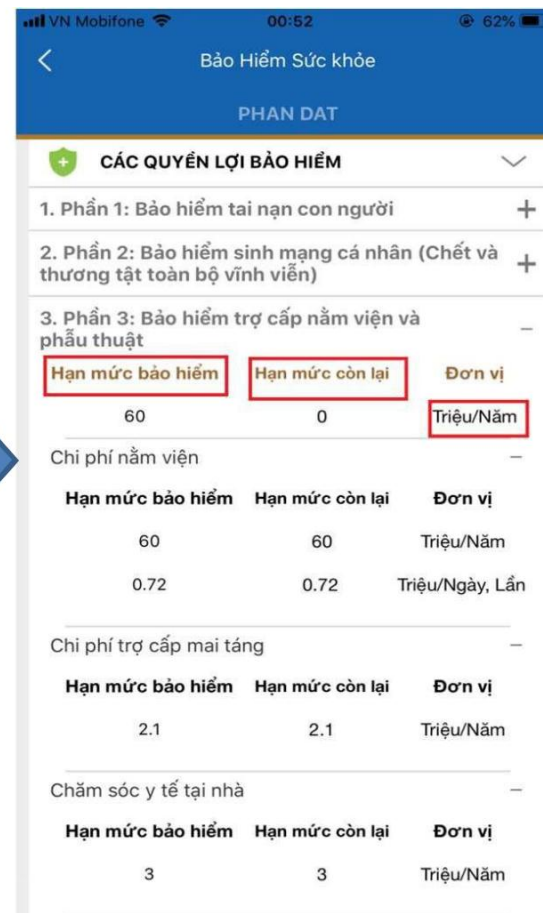 VN Mobifone 00:52 62%
Bảo Hiểm Sức khỏe
PHAN DAT
CÁC QUYỀN LỢI BẢO HIỂM
1. Phần 1: Bảo hiểm tai nạn con người
2. Phần 2: Bảo hiểm sinh mạng cá nhân (Chết và
thương tật toàn bộ vĩnh viễn)
3. Phần 3: Bảo hiểm trợ cấp nằm viện và
phẫu thuật
Hạn mức bảo hiểm Hạn mức còn lại Đơn vị
60 0 Triệu/Năm
Chi phí nằm viện
Hạn mức bảo hiểm Hạn mức còn lại Đơn vị
60 60 Triệu/Năm
0.72 0.72 Triệu/Ngày, Lần
Chi phí trợ cấp mai táng
Hạn mức bảo hiểm Hạn mức còn lại Đơn vị
2.1 2.1 Triệu/Năm
Chăm sóc y tế tại nhà
Hạn mức bảo hiểm Hạn mức còn lại Đơn vị
3 3 Triệu/Năm